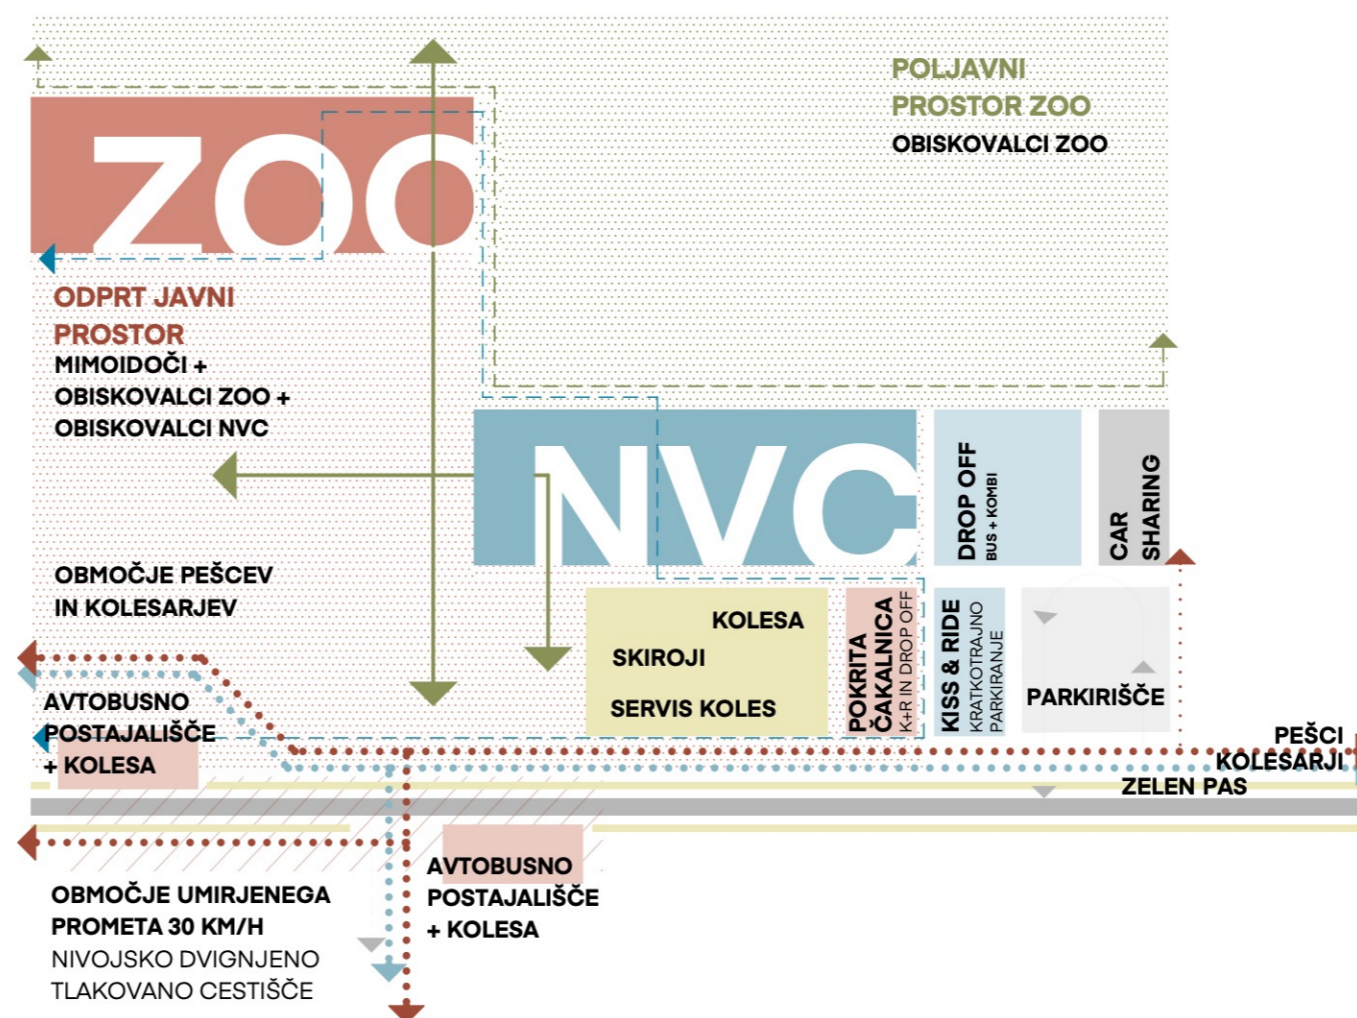 POLJAVNI
PROSTOR ZOO
OBISKOVALCI ZOO
ZOO
ODPRT JAVNI
PROSTOR
MIMOIDOČI +
OBISKOVALCI ZOO +
OBISKOVALCI NVC
NVC
DROP OFF
BUS + KOMBI
CAR
SHARING
OBMOČJE PEŠCEV
IN KOLESARJEV
KOLESA
SKIROJI
SERVIS KOLES
POKRITA
ČAKALNICA
K+R IN DROP OFF
KISS & RIDE
KRATKOTRAJNO
PARKIRANJE
PARKIRIŠČE
AVTOBUSNO
POSTAJALIŠČE
+ KOLESA
PEŠCI
KOLESARJI
ZELEN PAS
AVTOBUSNO
POSTAJALIŠČE
+ KOLESA
OBMOČJE UMIRJENEGA
PROMETA 30 KM/H
NIVOJSKO DVIGNJENO
TLAKOVANO CESTIŠČE